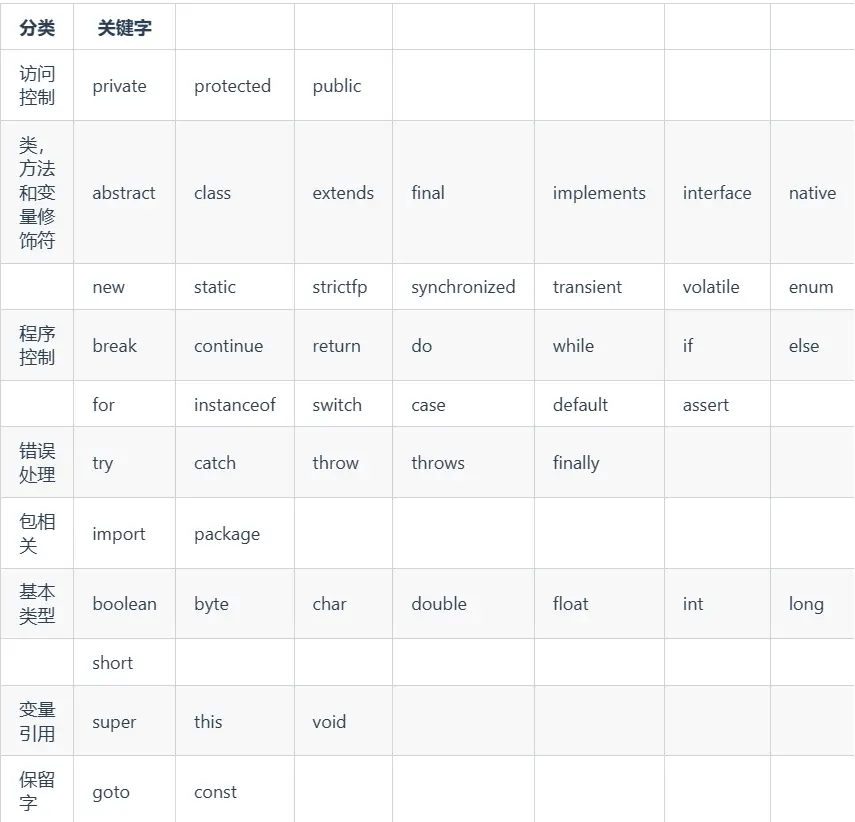 分类 关键字
访问
控制 private protected public
类，
方法
和变
量修
饰符 abstract class extends final implements interface native
new static strictfp synchronized transient volatile enum
程序
控制 break continue return do while if else
for instanceof switch case default assert
错误
处理 try catch throw throws finally
包相
关 import package
基本
类型 boolean byte char double float int long
short
变量
引用 super this void
保留
字 goto const